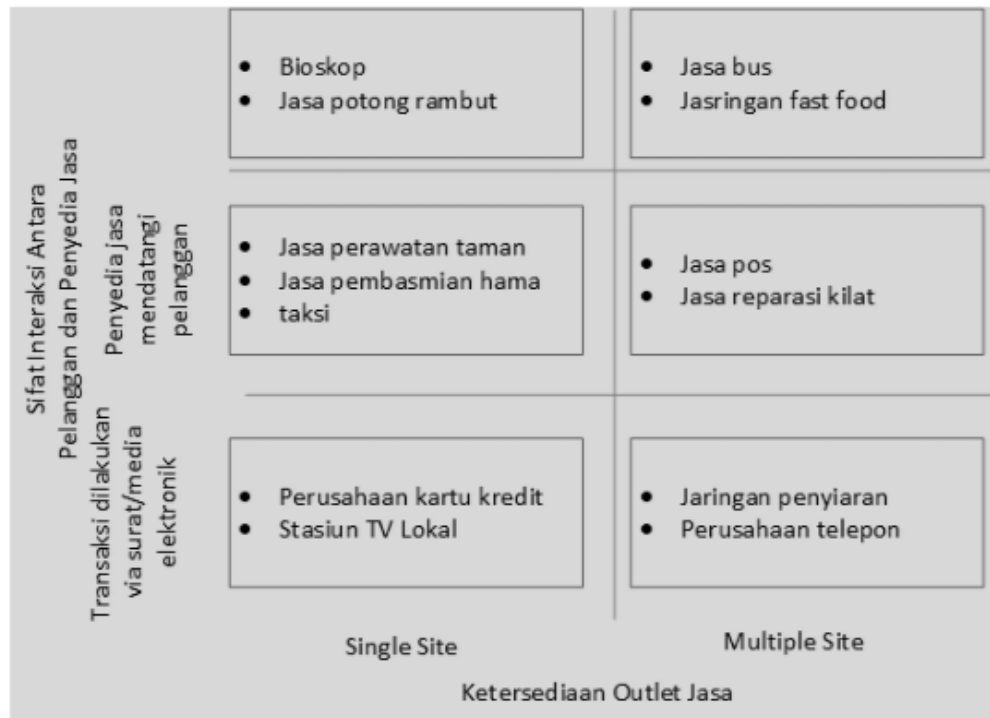 Sifat Interaksi Antara
Pelanggan dan Penyedia Jasa
• Bioskop
• Jasa potong rambut
• Jasa bus
• Jasringan fast food
Penyedia jasa
mendatangi
pelanggan
• Jasa perawatan taman
• Jasa pembasmian hama
• taksi
• Jasa pos
• Jasa reparasi kilat
Transaksi dilakukan
via surat/media
elektronik
• Perusahaan kartu kredit
• Stasiun TV Lokal
• Jaringan penyiaran
• Perusahaan telepon
Single Site
Multiple Site
Ketersediaan Outlet Jasa